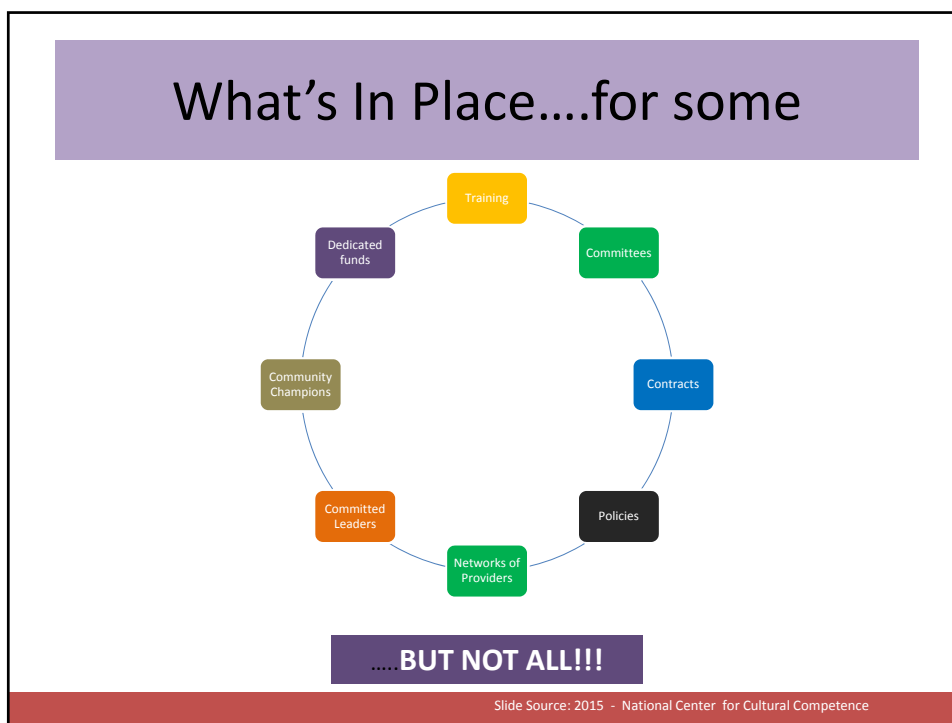 What's In Place....for some
Training
Committees
Contracts
Policies
Networks of
Providers
Committed
Leaders
Community
Champions
Dedicated
funds
.....BUT NOT ALL!!!
Slide Source: 2015 - National Center for Cultural Competence